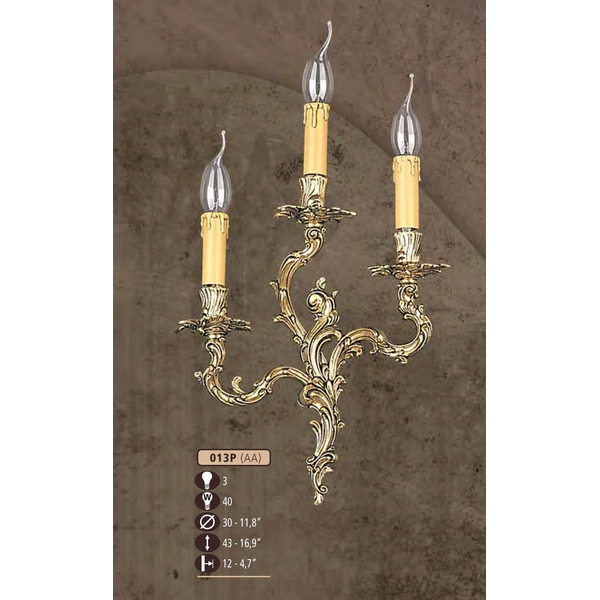 013P (AA)
3
W
40
30 - 11,8”
43 - 16,9”
12 - 4,7”